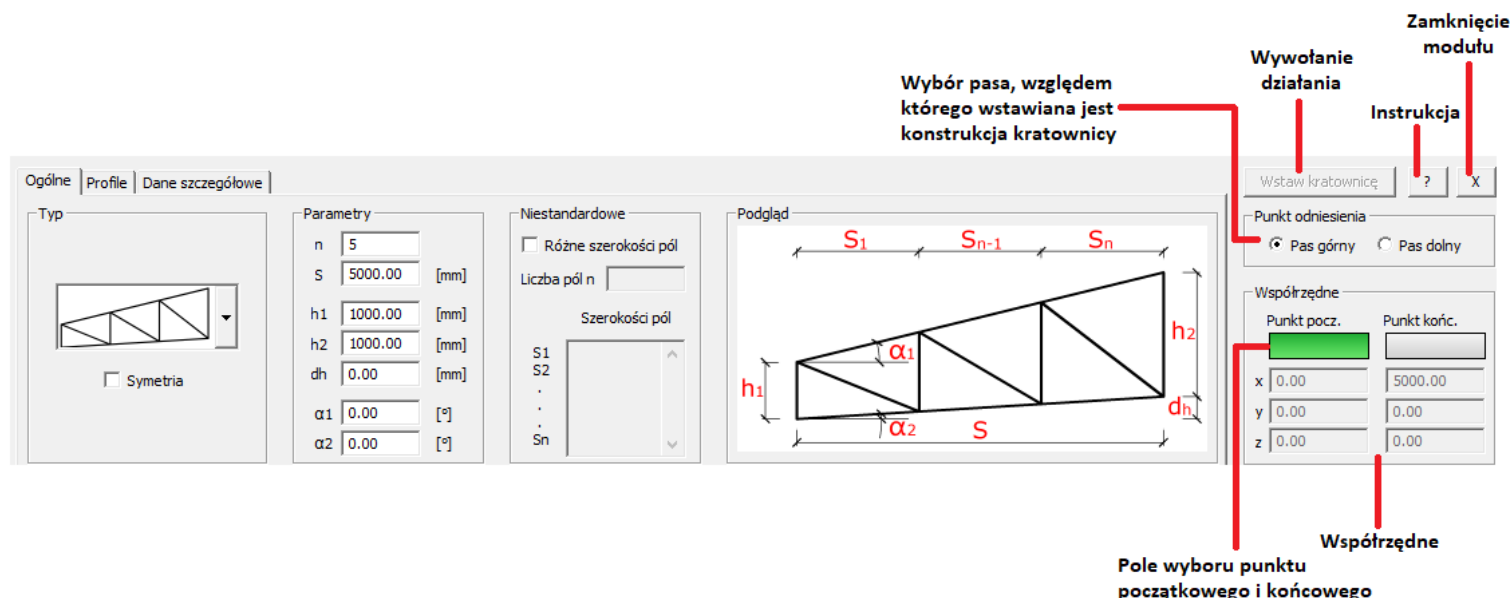 Zamknięcie
modułu
Wywołanie
działania
Wybór pasa, względem
którego wstawiana jest
konstrukcja kratownicy
Instrukcja
Ogólne Profile Dane szczegółowe
Wstaw kratownicę ? X
Typ
Symetria
Parametry
n 5
S 5000.00 [mm]
h1 1000.00 [mm]
h2 1000.00 [mm]
dh 0.00 [mm]
α1 0.00 [°]
α2 0.00 [°]
Niestandardowe
Różne szerokości pól
Liczba pól n
Szerokości pól
S1
S2
.
.
.
Sn
Podgląd
S1 Sn-1 Sn
α1
h2
h1
dh
α2 S
Punkt odniesienia
Pas górny Pas dolny
Współrzędne
Punkt pocz. Punkt końc.
x 0.00 5000.00
y 0.00 0.00
z 0.00 0.00
Współrzędne
Pole wyboru punktu
początkowego i końcowego